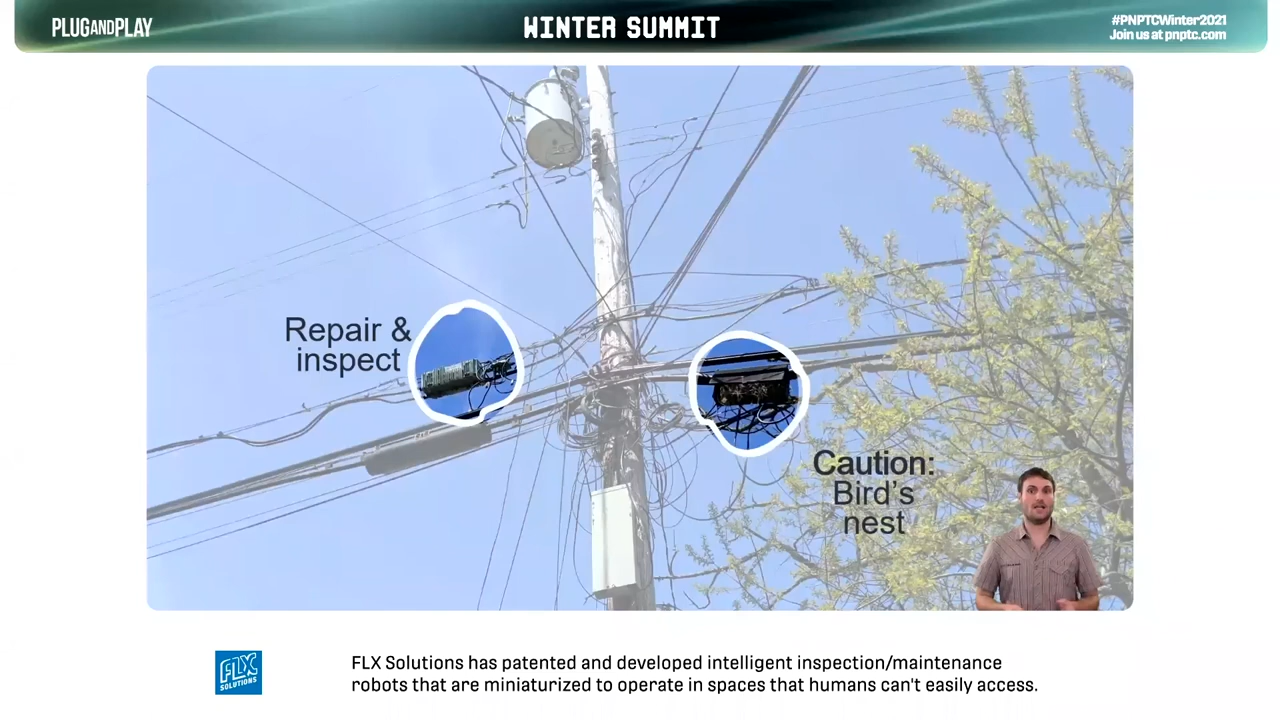 PLUGANDPLAY
WINTER SUMMIT
#PNPTCWinter2021
Join us at pnptc.com
Repair &
inspect
Caution:
Bird's
nest
FLX
SOLUTIONS
FLX Solutions has patented and developed intelligent inspection/maintenance
robots that are miniaturized to operate in spaces that humans can't easily access.